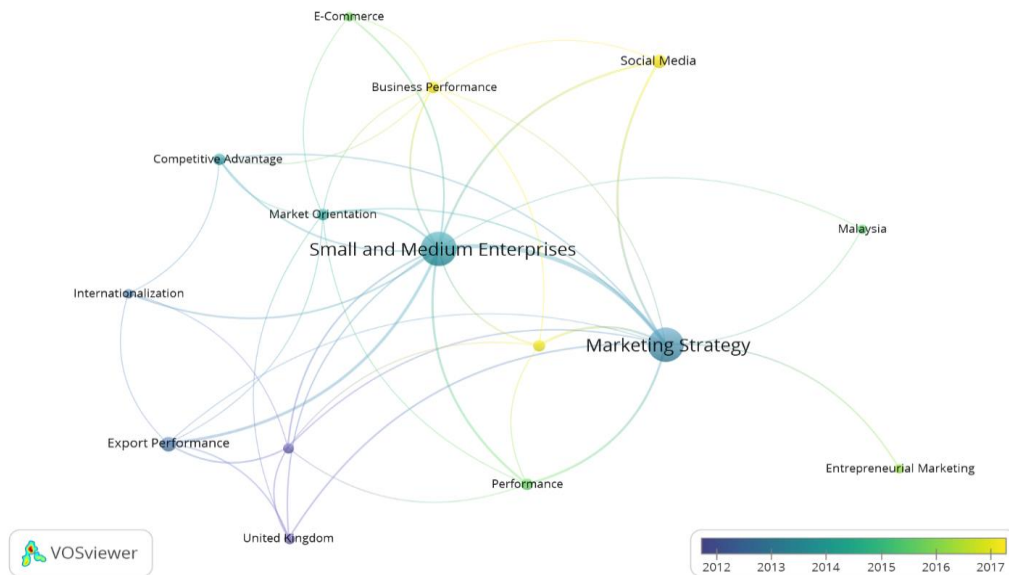 E-Commerce
Social Media
Business Performance
Competitive Advantage
Market Orientation
Malaysia
Small and Medium Enterprises
Internationalization
Marketing Strategy
Export Performance
Entrepreneurial Marketing
Performance
United Kingdom
VOSviewer
2012 2013 2014 2015 2016 2017